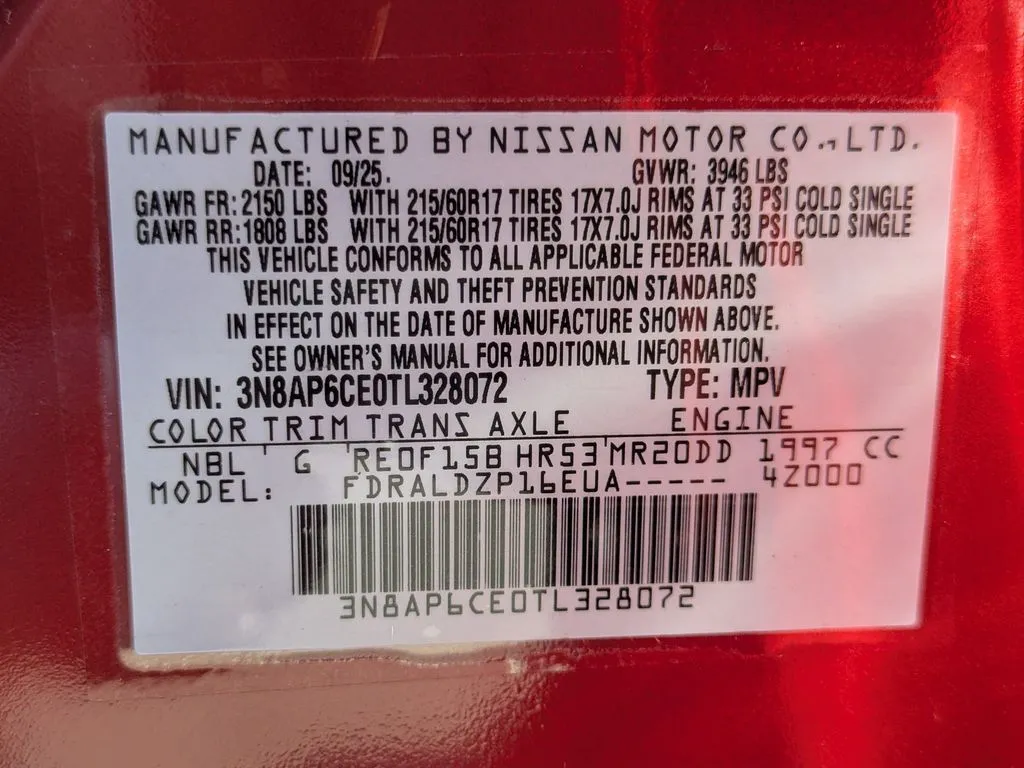 MANUFACTURED BY NISSAN MOTOR CO., LTD.
DATE: 09/25. GVWR: 3946 LBS
GAWR FR: 2150 LBS WITH 215/60R17 TIRES 17X7.0J RIMS AT 33 PSI COLD SINGLE
GAWR RR: 1808 LBS WITH 215/60R17 TIRES 17X7.0J RIMS AT 33 PSI COLD SINGLE
THIS VEHICLE CONFORMS TO ALL APPLICABLE FEDERAL MOTOR
VEHICLE SAFETY AND THEFT PREVENTION STANDARDS
IN EFFECT ON THE DATE OF MANUFACTURE SHOWN ABOVE.
SEE OWNER'S MANUAL FOR ADDITIONAL INFORMATION.
VIN: 3N8AP6CE0TL328072 TYPE: MPV
COLOR TRIM TRANS AXLE ENGINE
NBL G RE0F15B HR53 MR20DD 1997 CC
MODEL: FDRALDZP16EUA----- 4Z000
3N8AP6CE0TL328072